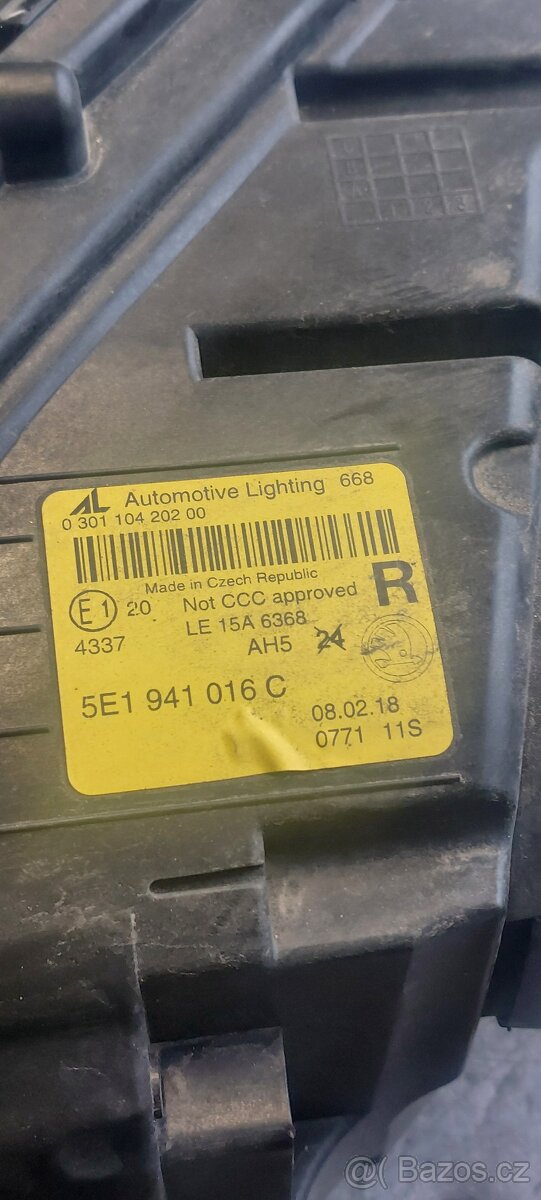 AL Automotive Lighting 668
0 301 104 202 00
Made in Czech Republic
E1 20 Not CCC approved R
4337 LE 15A 6368
AH5 24
5E1 941 016 C
08.02.18
0771 11S
@ Bazos.cz